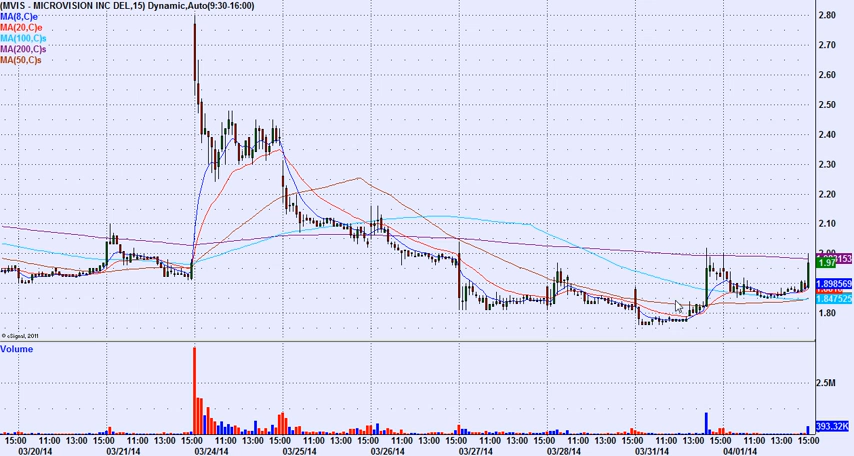 (MVIS - MICROVISION INC DEL,15) Dynamic,Auto(9:30-16:00)
MA(8,C)e
MA(20,C)e
MA(100,C)s
MA(200,C)s
MA(50,C)s
2.80
2.70
2.60
2.50
2.40
2.30
2.20
2.10
1.97
1.898569
1.847525
1.80
© eSignal, 2011
Volume
2.5M
393.32K
15:00 11:00 13:00 15:00 11:00 13:00 15:00 11:00 13:00 15:00 11:00 13:00 15:00 11:00 13:00 15:00 11:00 13:00 15:00 11:00 13:00 15:00 11:00 13:00 15:00 11:00 13:00 15:00
03/20/14 03/21/14 03/24/14 03/25/14 03/26/14 03/27/14 03/28/14 03/31/14 04/01/14